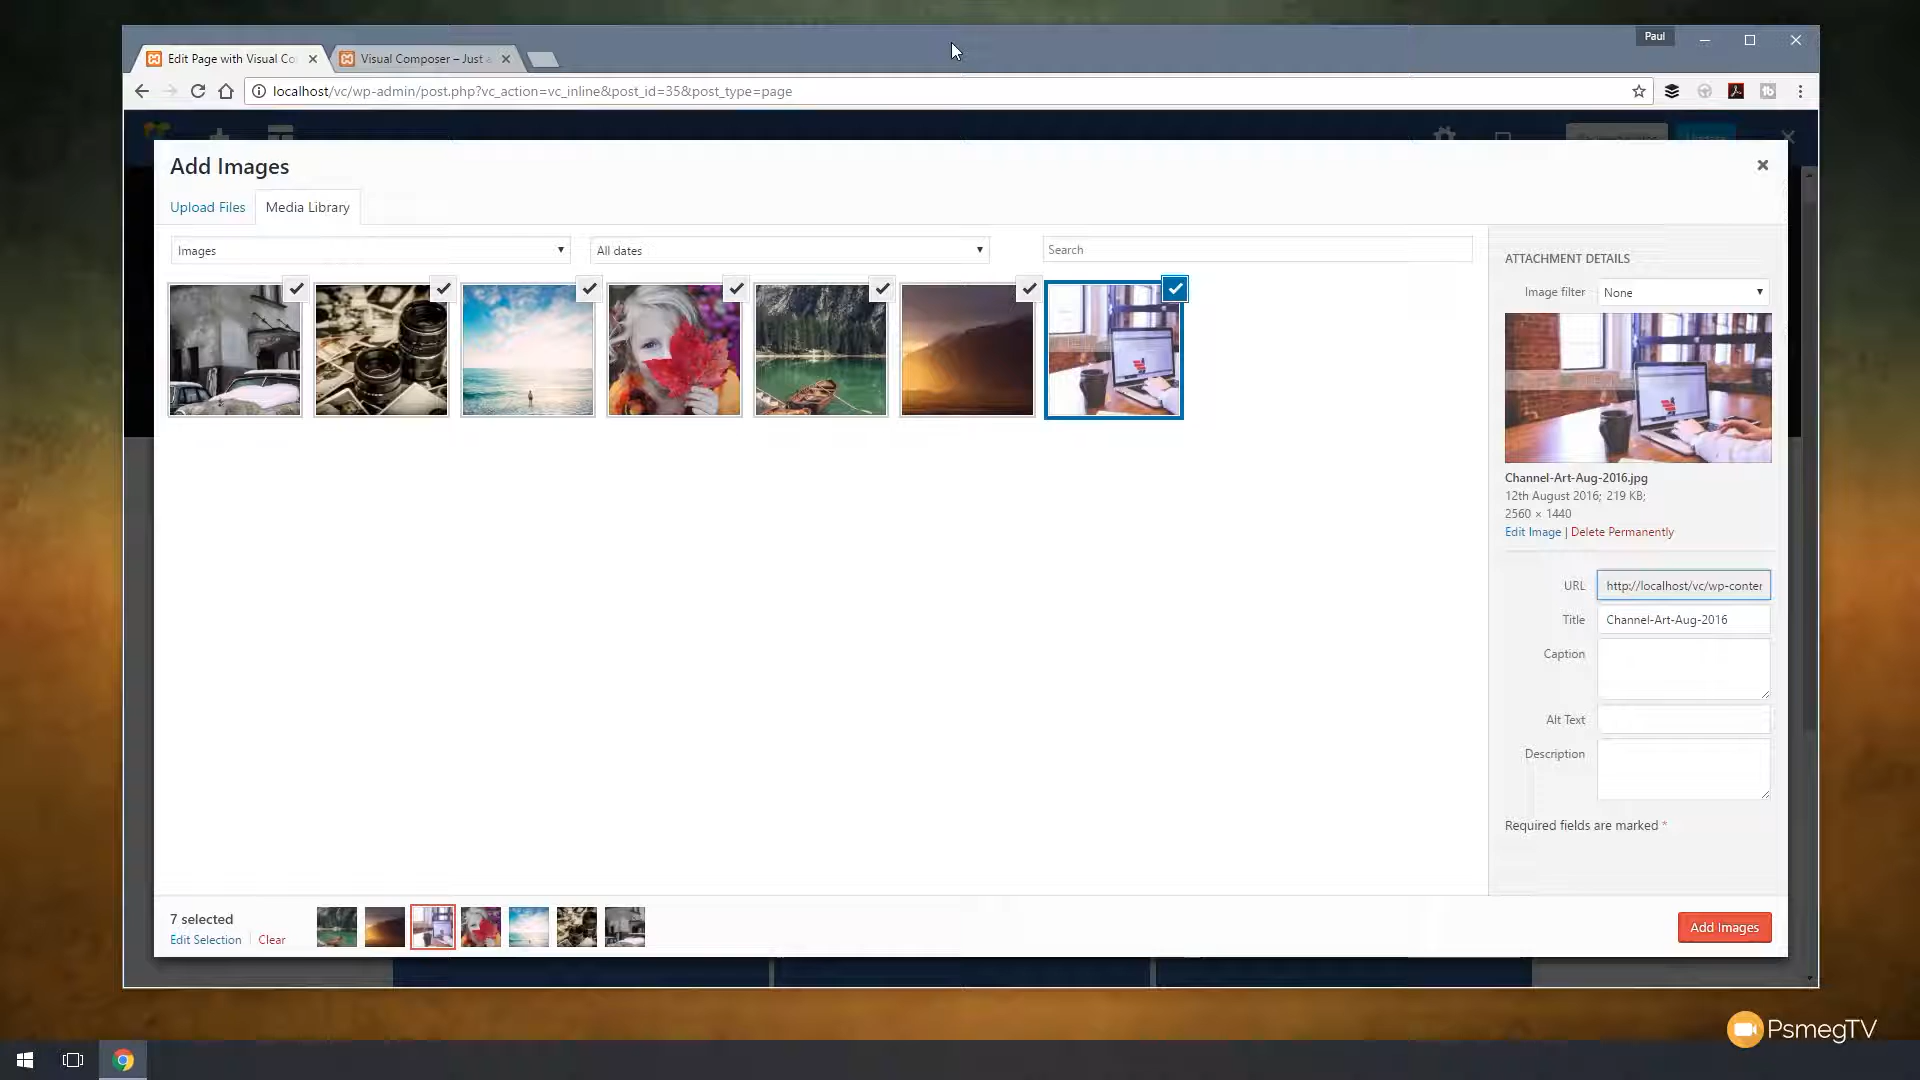 Paul
Edit Page with Visual Co
Visual Composer – Just
localhost/vc/wp-admin/post.php?vc_action=vc_inline&post_id=35&post_type=page
Add Images
Upload Files
Media Library
Images
All dates
Search
ATTACHMENT DETAILS
Image filter
None
Channel-Art-Aug-2016.jpg
12th August 2016; 219 KB;
2560 × 1440
Edit Image | Delete Permanently
URL
http://localhost/vc/wp-conter
Title
Channel-Art-Aug-2016
Caption
Alt Text
Description
Required fields are marked *
7 selected
Edit Selection
Clear
Add Images
PsmegTV